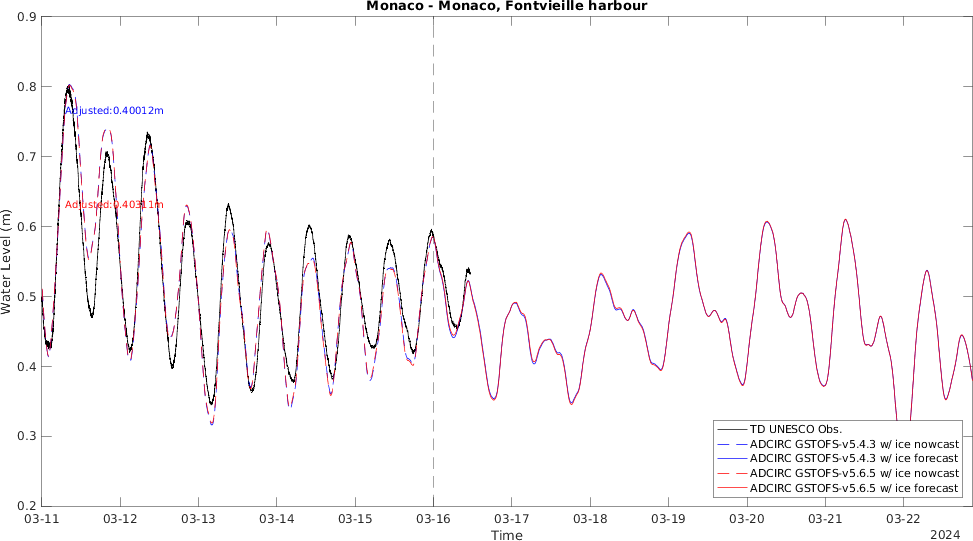 Monaco - Monaco, Fontvieille harbour
0.9
0.8
0.7
0.6
0.5
0.4
0.3
0.2
Water Level (m)
Adjusted:0.40012m
Adjusted:0.40311m
TD UNESCO Obs.
ADCIRC GSTOFS-v5.4.3 w/ ice nowcast
ADCIRC GSTOFS-v5.4.3 w/ ice forecast
ADCIRC GSTOFS-v5.6.5 w/ ice nowcast
ADCIRC GSTOFS-v5.6.5 w/ ice forecast
03-11 03-12 03-13 03-14 03-15 03-16 03-17 03-18 03-19 03-20 03-21 03-22
Time
2024